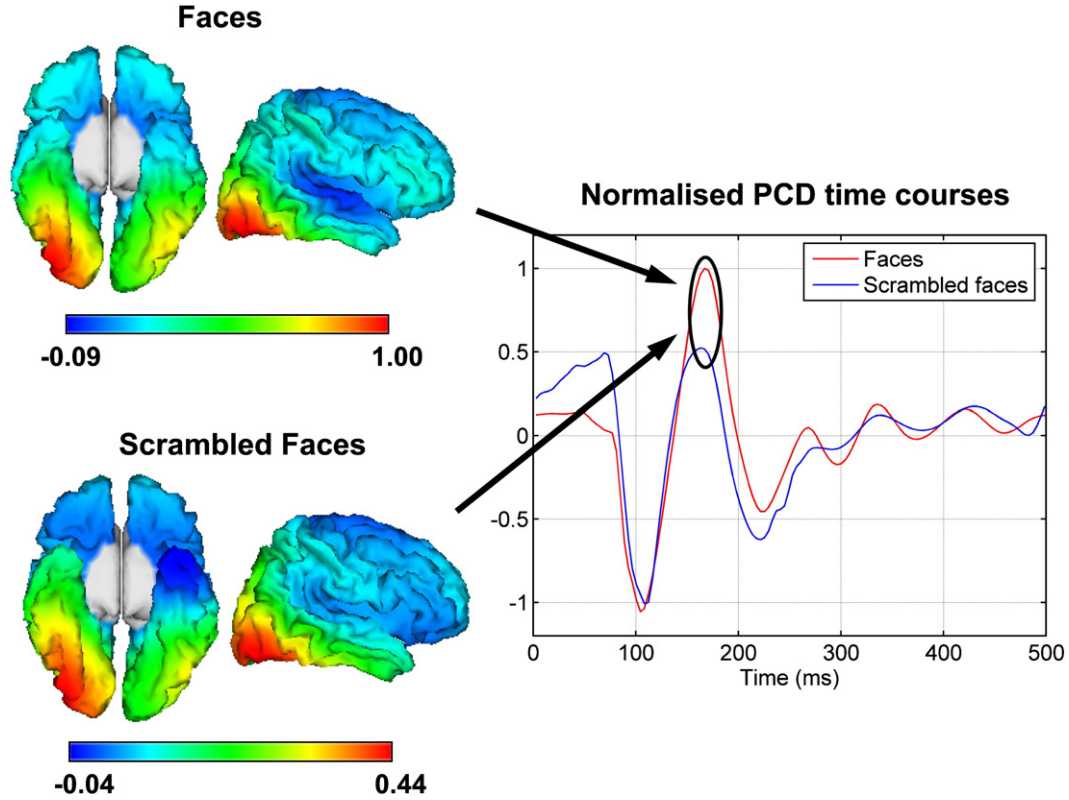 Faces
-0.09 1.00
Scrambled Faces
-0.04 0.44
Normalised PCD time courses
Faces
Scrambled faces
1
0.5
0
-0.5
-1
0 100 200 300 400 500
Time (ms)